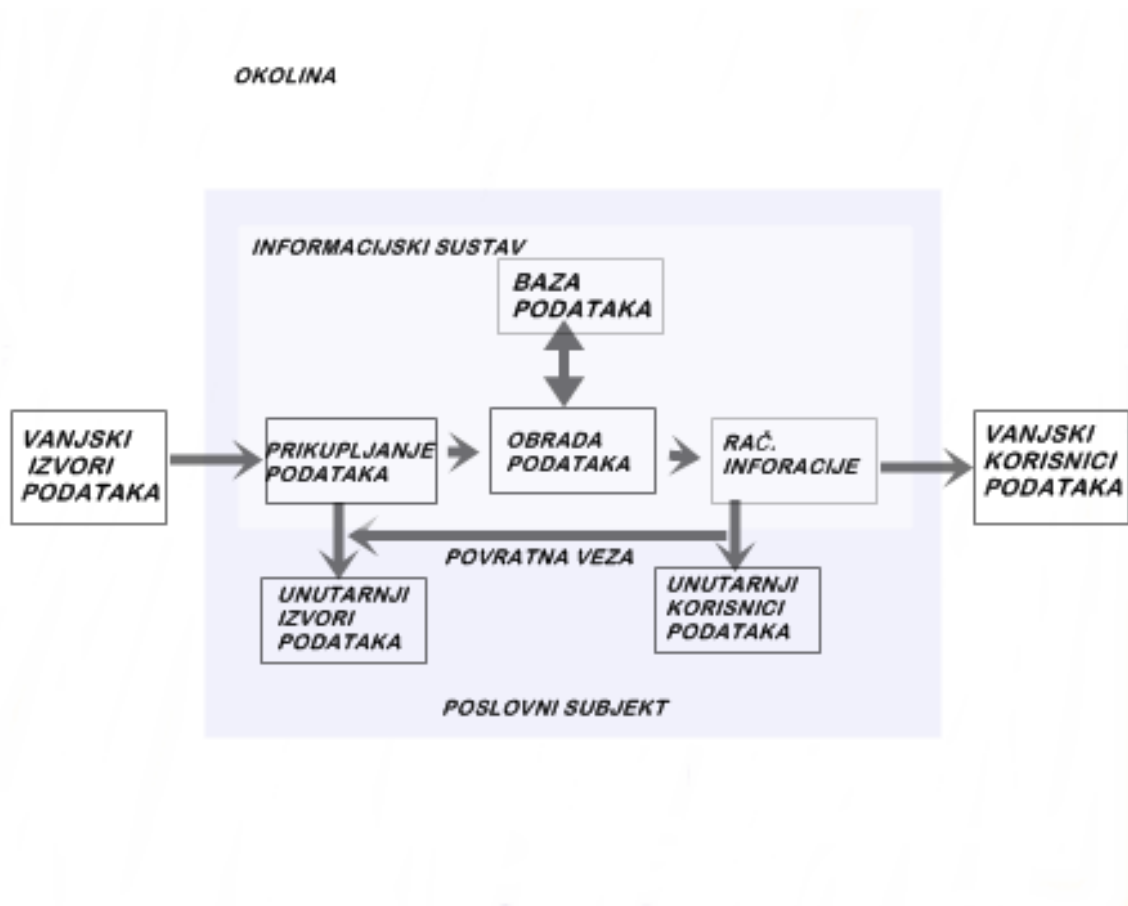 OKOLINA
INFORMACIJSKI SUSTAV
BAZA
PODATAKA
VANJSKI
IZVORI
PODATAKA
PRIKUPLJANJE
PODATAKA
OBRADA
PODATAKA
RAČ.
INFORACIJE
VANJSKI
KORISNICI
PODATAKA
POVRATNA VEZA
UNUTARNJI
IZVORI
PODATAKA
UNUTARNJI
KORISNICI
PODATAKA
POSLOVNI SUBJEKT